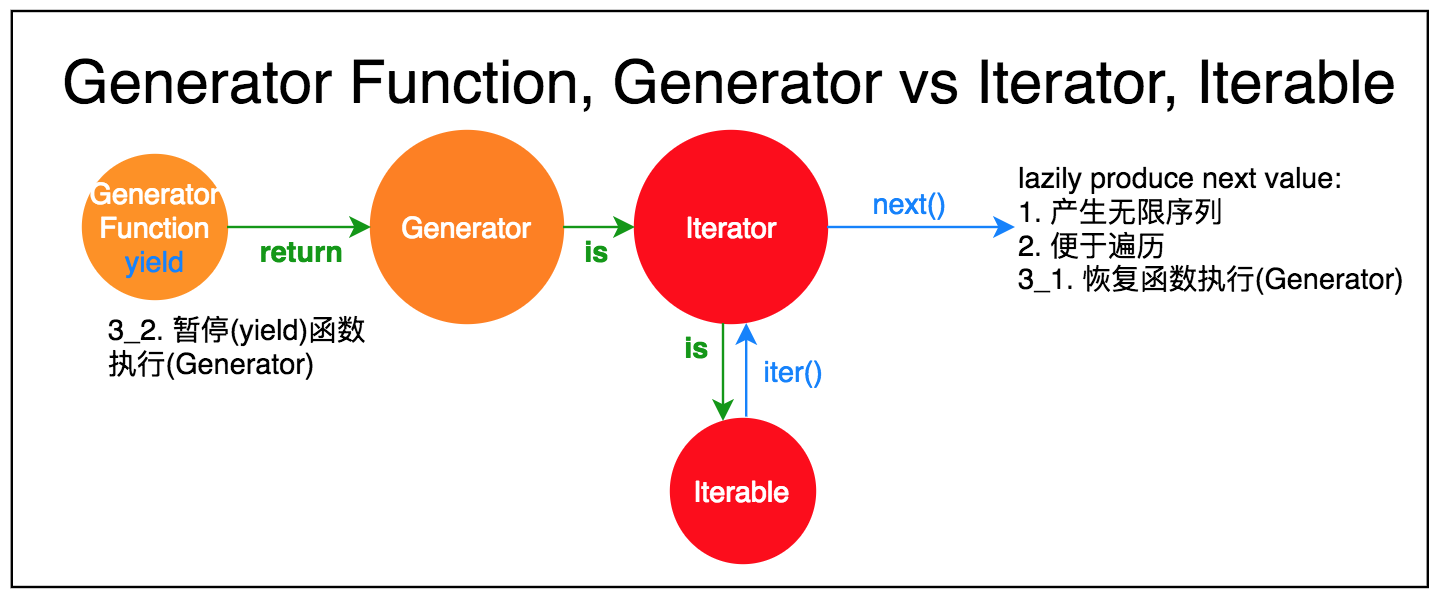 Generator Function, Generator vs Iterator, Iterable
Generator
Function
yield
return
Generator
is
Iterator
next()
lazily produce next value:
1. 产生无限序列
2. 便于遍历
3_1. 恢复函数执行(Generator)
3_2. 暂停(yield)函数
执行(Generator)
is
iter()
Iterable